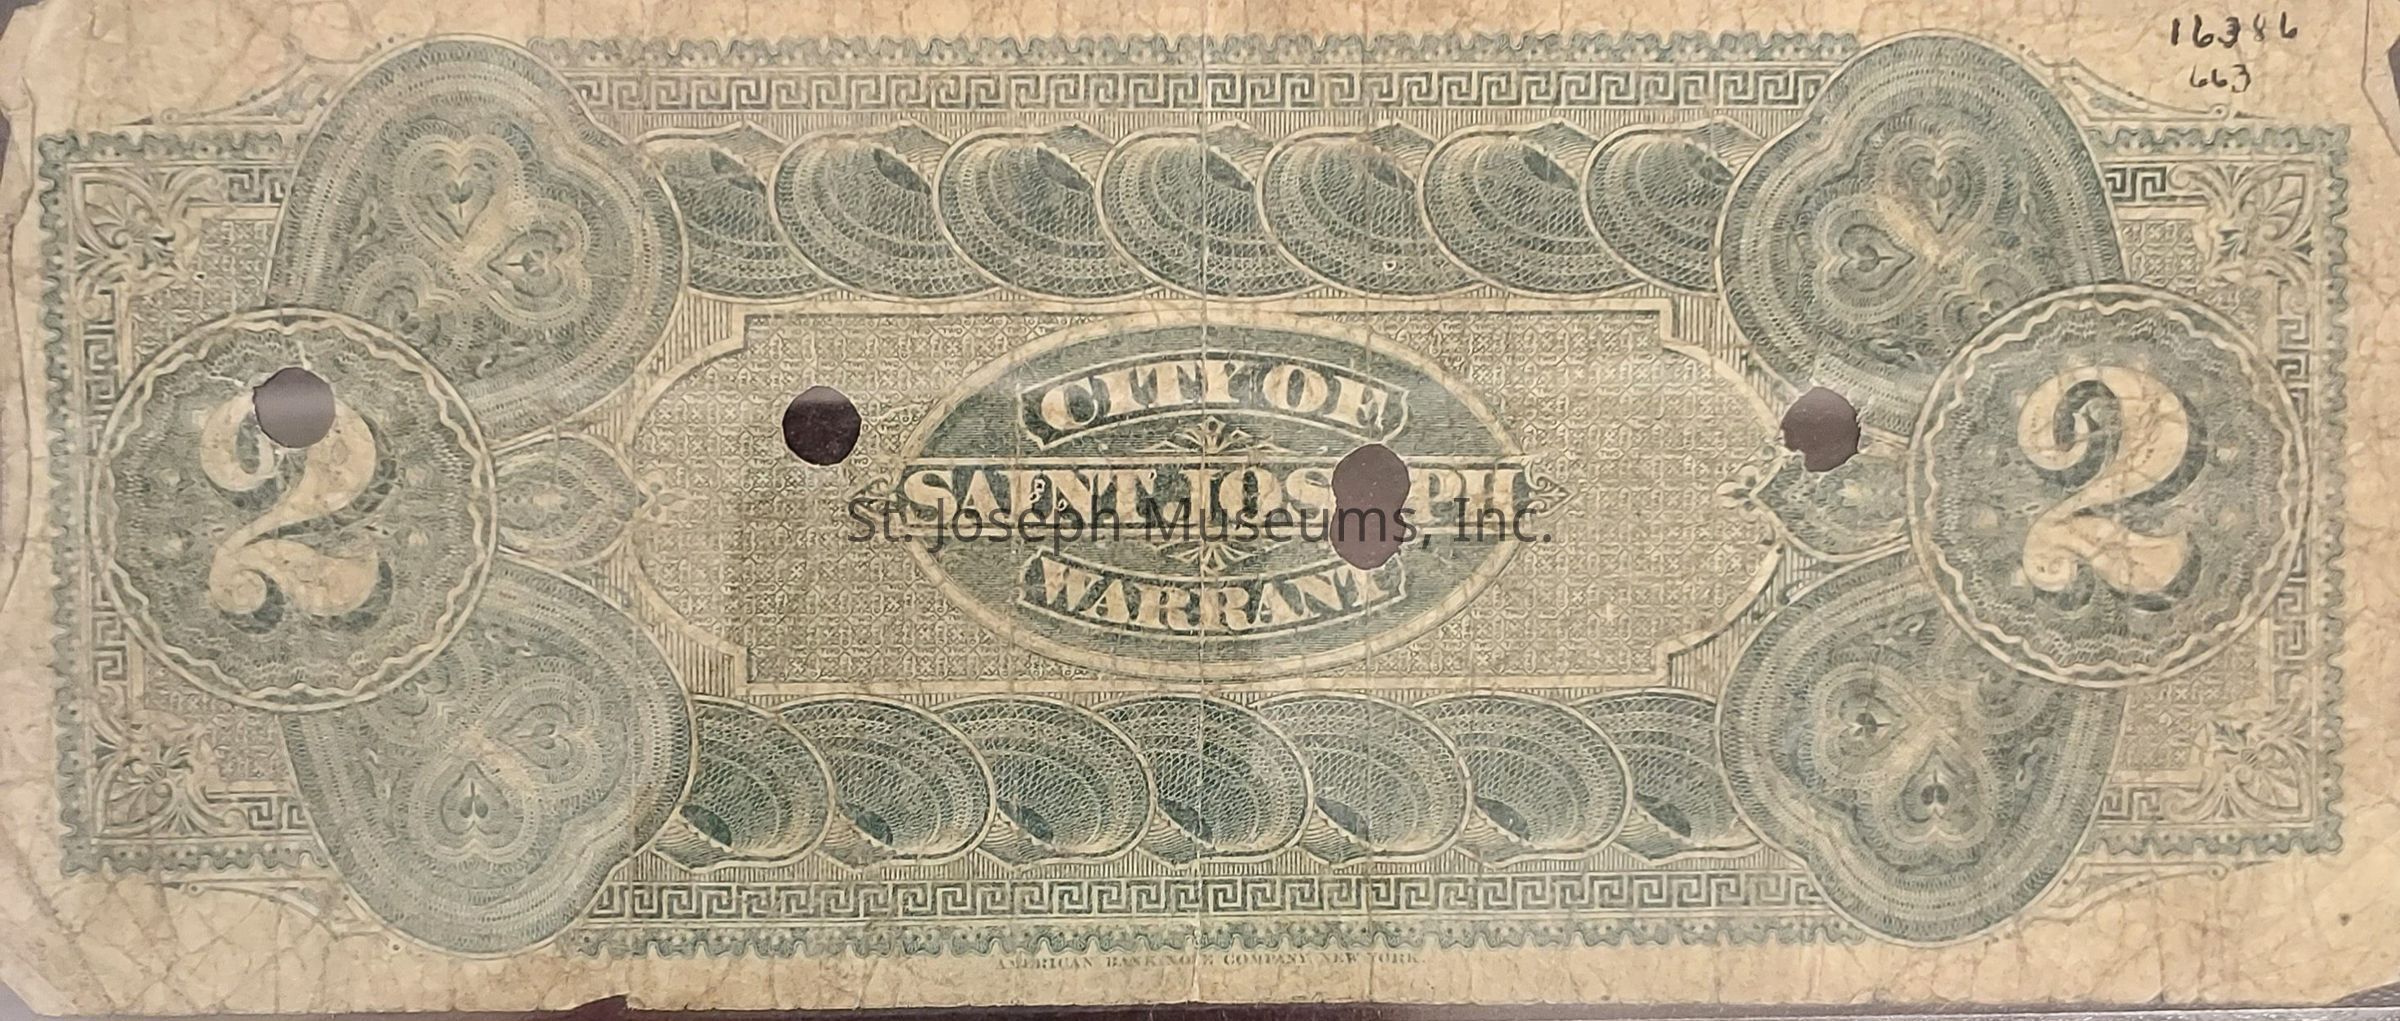 16386
663
2
CITY OF
SAINT JOSEPH
WARRANT
2
St. Joseph Museums, Inc.
AMERICAN BANK NOTE COMPANY NEW YORK.